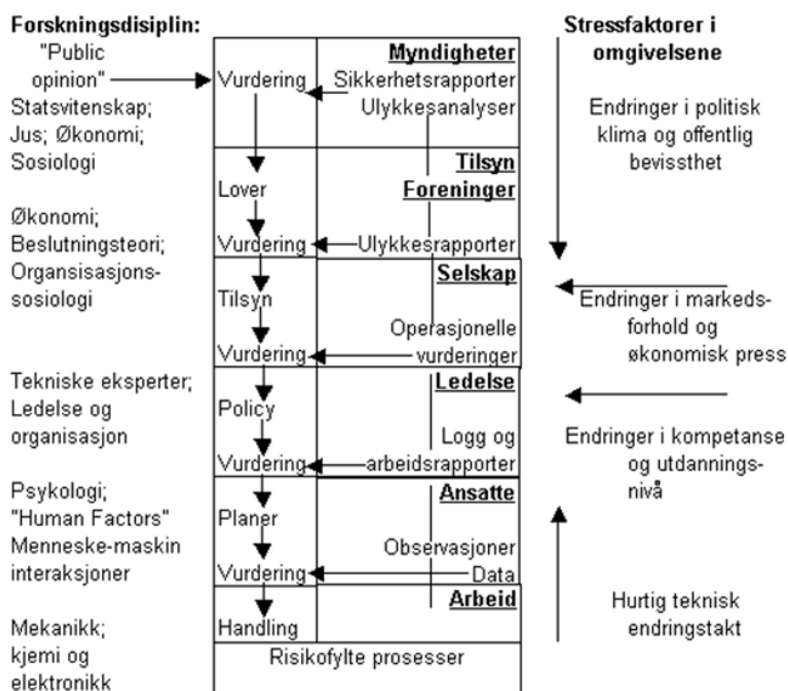 Forskningsdisiplin:
"Public
opinion"
Statsvitenskap;
Jus; Økonomi;
Sosiologi
Økonomi;
Beslutningsteori;
Organsisasjons-
sosiologi
Tekniske eksperter;
Ledelse og
organisasjon
Psykologi;
"Human Factors"
Menneske-maskin
interaksjoner
Mekanikk;
kjemi og
elektronikk
Vurdering
Lover
Vurdering
Tilsyn
Vurdering
Policy
Vurdering
Planer
Vurdering
Handling
Myndigheter
Sikkerhetsrapporter
Ulykkesanalyser
Tilsyn
Foreninger
Ulykkesrapporter
Selskap
Operasjonelle
vurderinger
Ledelse
Logg og
arbeidsrapporter
Ansatte
Observasjoner
Data
Arbeid
Risikofylte prosesser
Stressfaktorer i
omgivelsene
Endringer i politisk
klima og offentlig
bevissthet
Endringer i markeds-
forhold og
økonomisk press
Endringer i kompetanse
og utdannings-
nivå
Hurtig teknisk
endringstakt